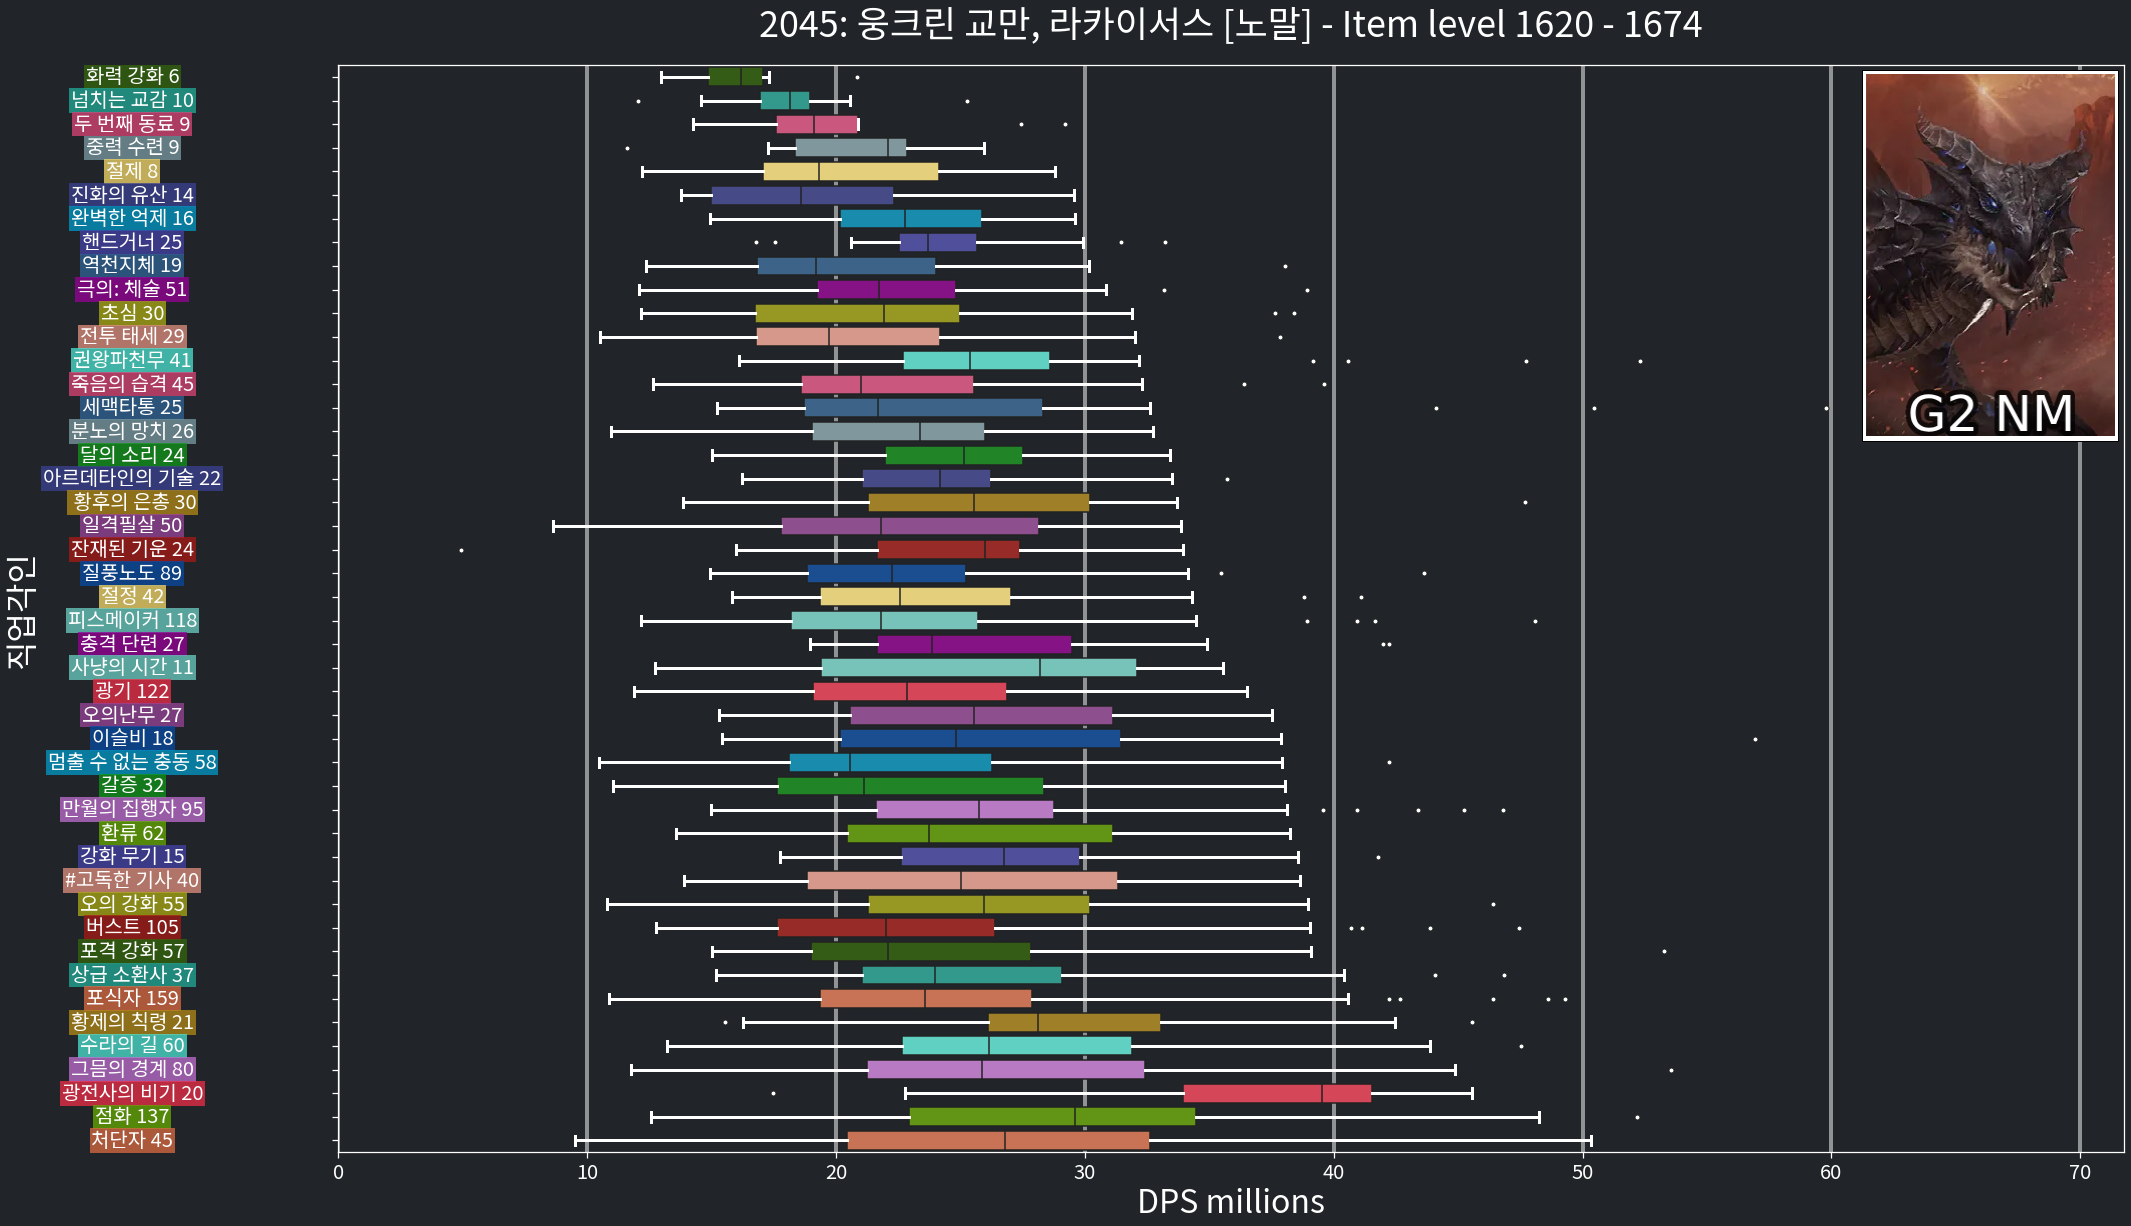 2045: 웅크린 교만, 라카이서스 [노말] - Item level 1620 - 1674
화력 강화 6
넘치는 교감 10
두 번째 동료 9
중력 수련 9
절제 8
진화의 유산 14
완벽한 억제 16
핸드거너 25
역천지체 19
극의: 체술 51
초심 30
전투 태세 29
권왕파천무 41
죽음의 습격 45
세맥타통 25
분노의 망치 26
달의 소리 24
아르데타인의 기술 22
황후의 은총 30
일격필살 50
잔재된 기운 24
질풍노도 89
절정 42
피스메이커 118
충격 단련 27
사냥의 시간 11
광기 122
오의난무 27
이슬비 18
멈출 수 없는 충동 58
갈증 32
만월의 집행자 95
환류 62
강화 무기 15
#고독한 기사 40
오의 강화 55
버스트 105
포격 강화 57
상급 소환사 37
포식자 159
황제의 칙령 21
수라의 길 60
그믐의 경계 80
광전사의 비기 20
점화 137
처단자 45
직업각인
G2 NM
0 10 20 30 40 50 60 70
DPS millions